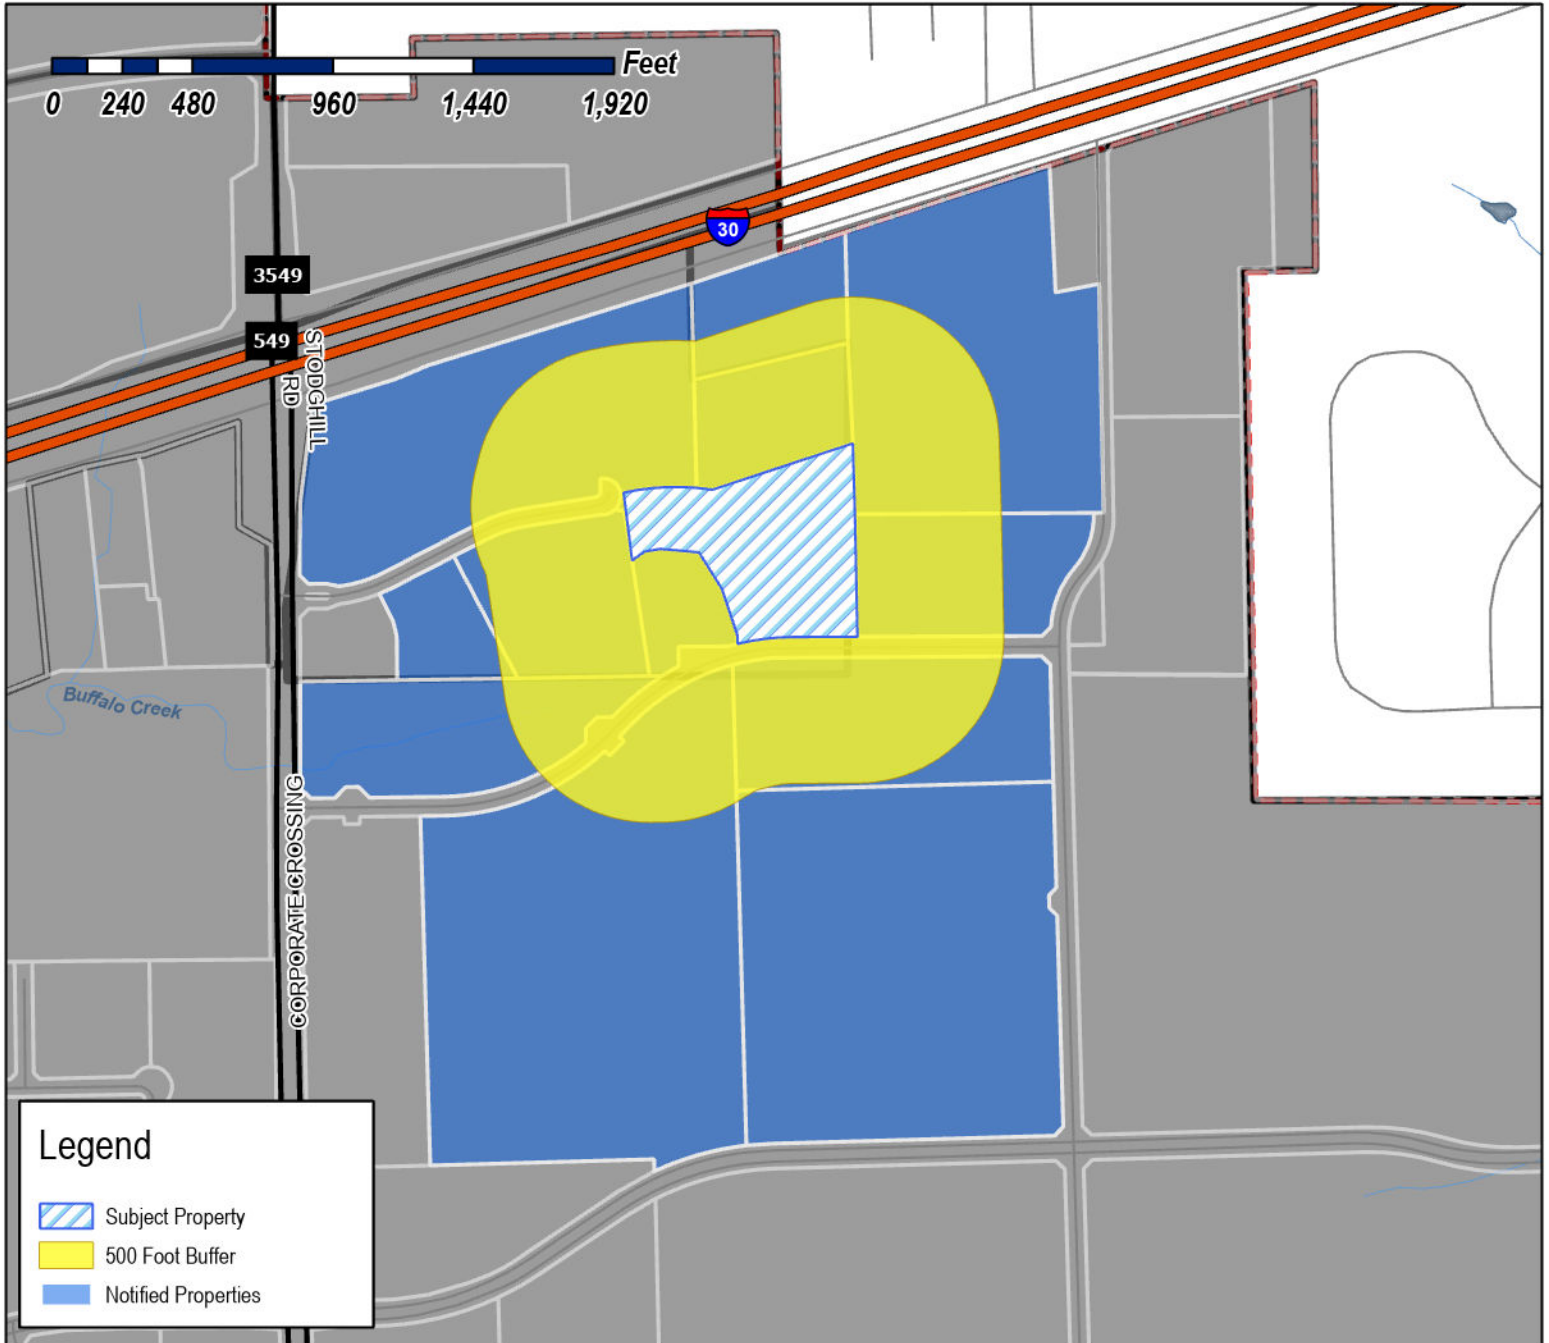 Feet
0 240 480 960 1,440 1,920
30
3549
549
STODGHILL
RD
Buffalo Creek
CORPORATE CROSSING
Legend
Subject Property
500 Foot Buffer
Notified Properties